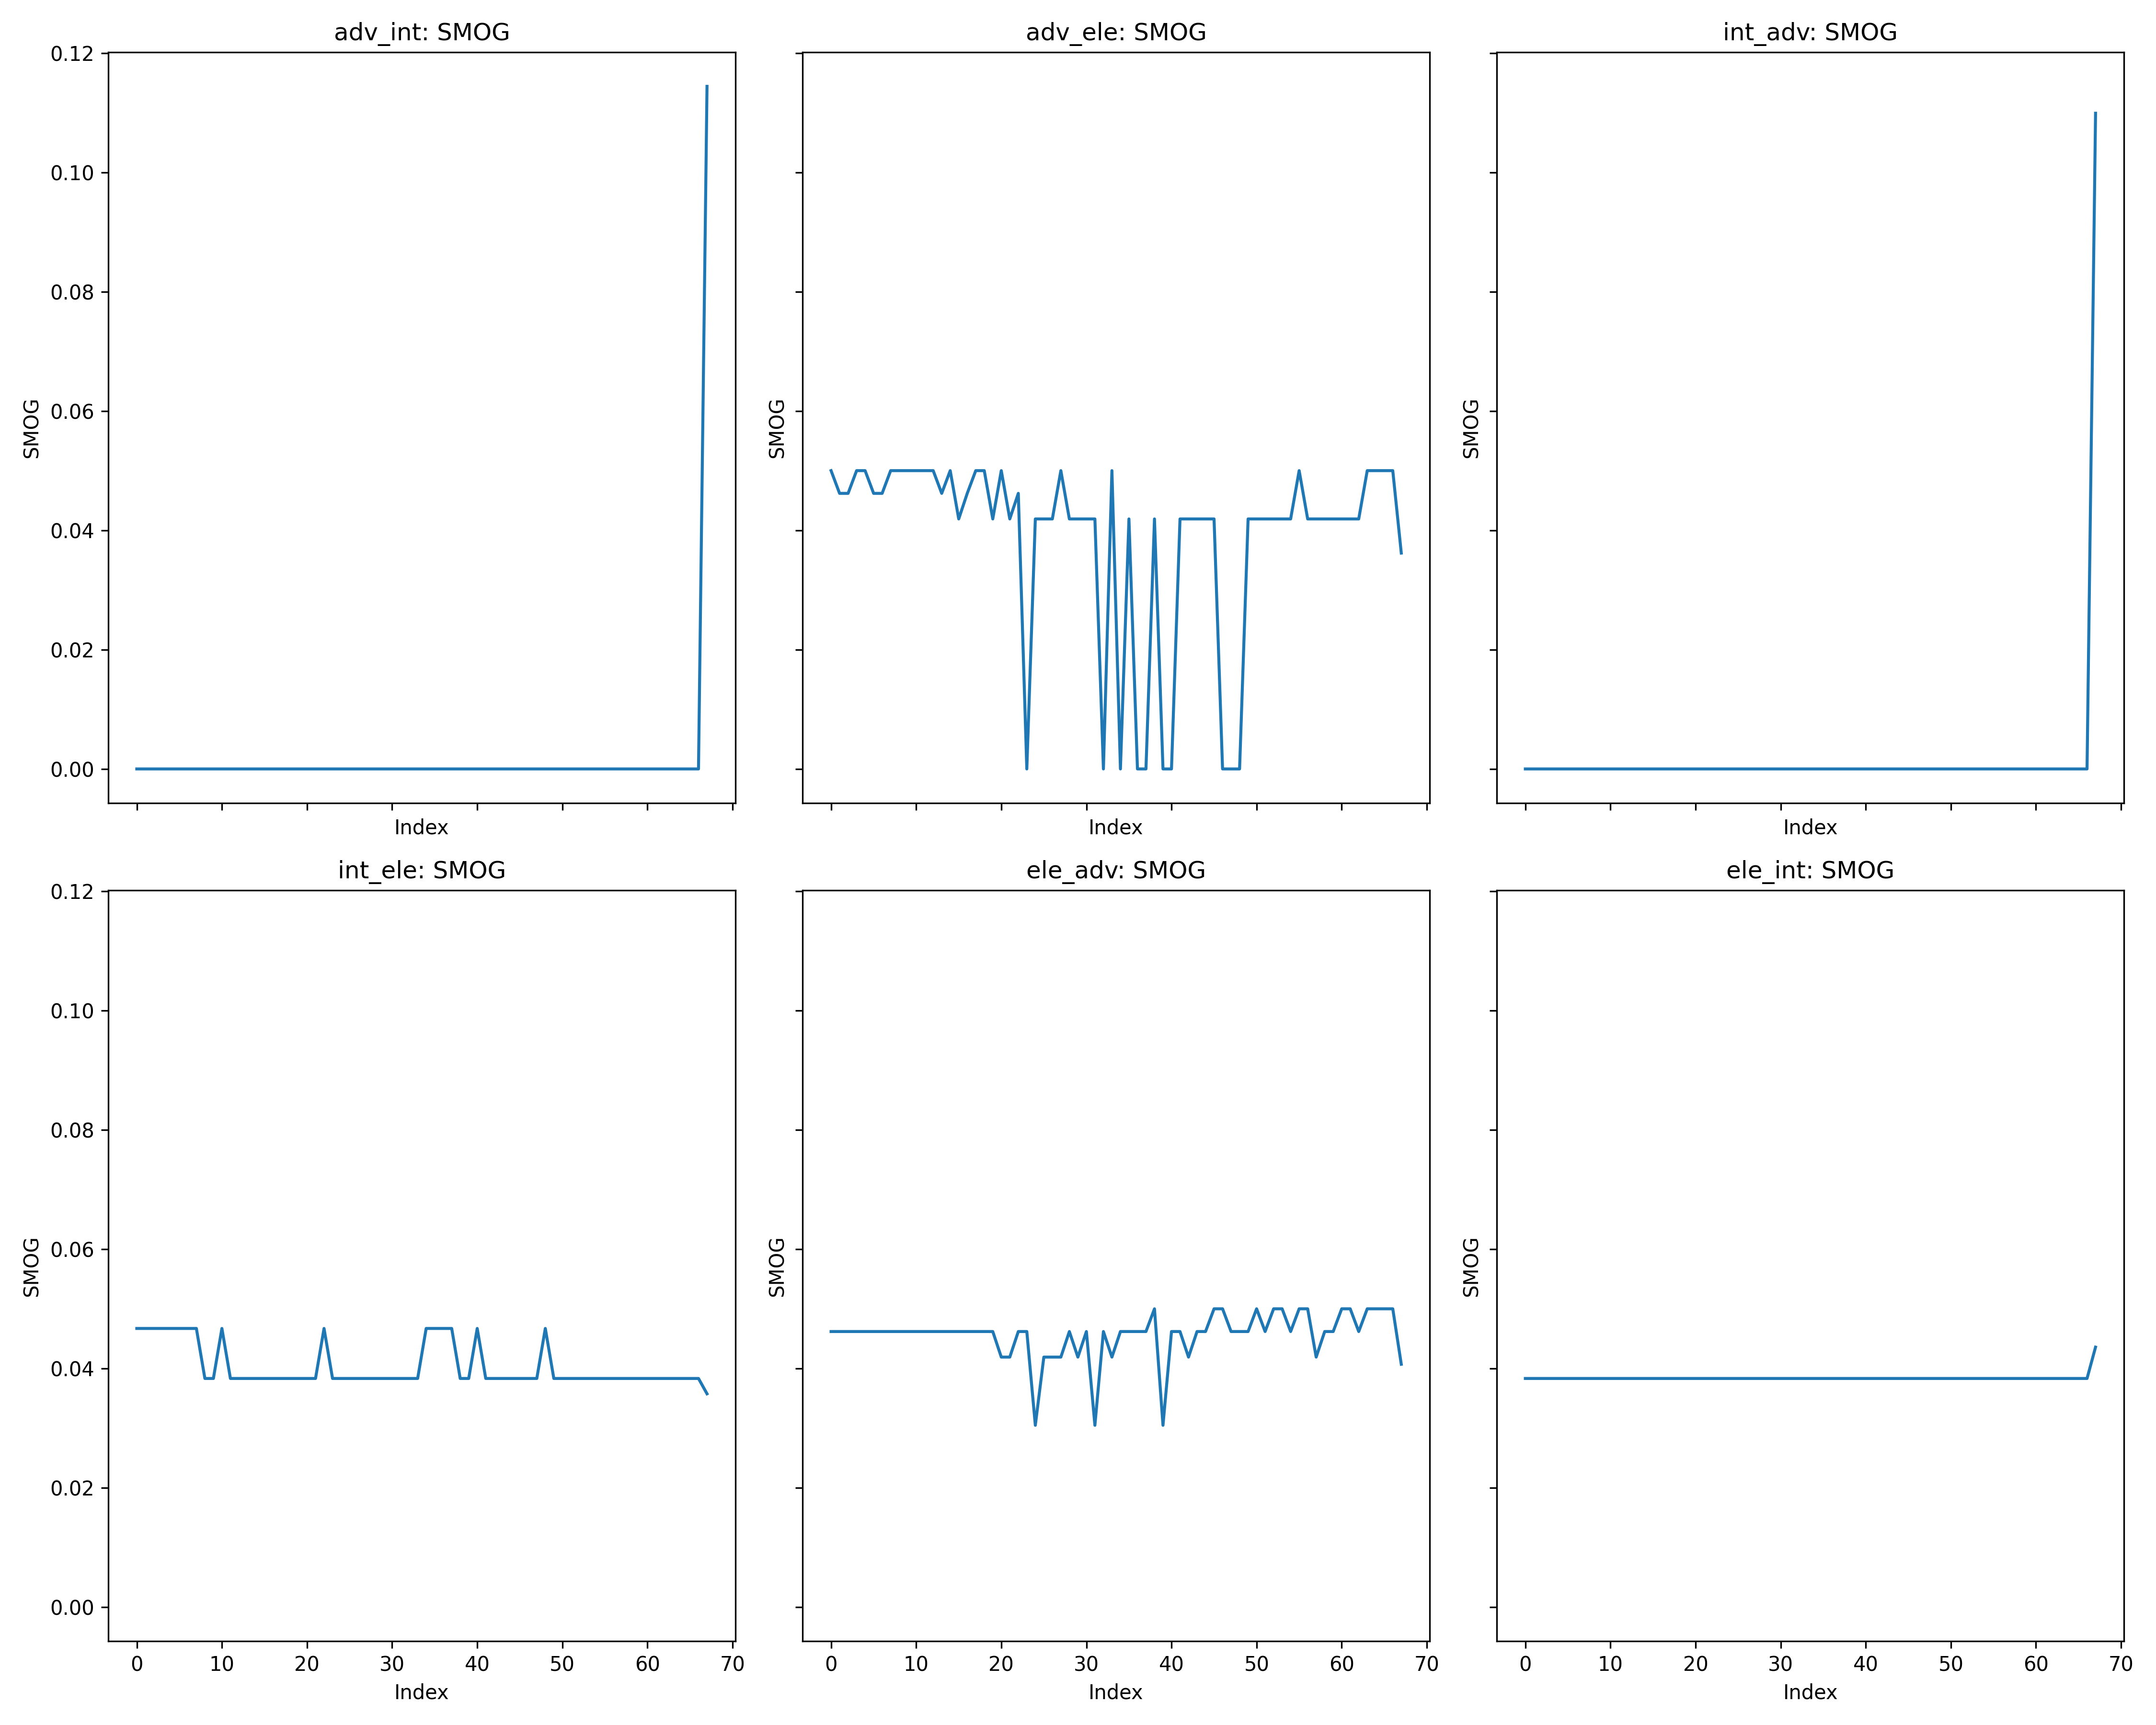 adv_int: SMOG
adv_ele: SMOG
int_adv: SMOG
0.12
0.10
0.08
0.06
0.04
0.02
0.00
SMOG
SMOG
SMOG
Index
Index
Index
int_ele: SMOG
ele_adv: SMOG
ele_int: SMOG
0.12
0.10
0.08
0.06
0.04
0.02
0.00
SMOG
SMOG
SMOG
0 10 20 30 40 50 60 70
0 10 20 30 40 50 60 70
0 10 20 30 40 50 60 70
Index
Index
Index